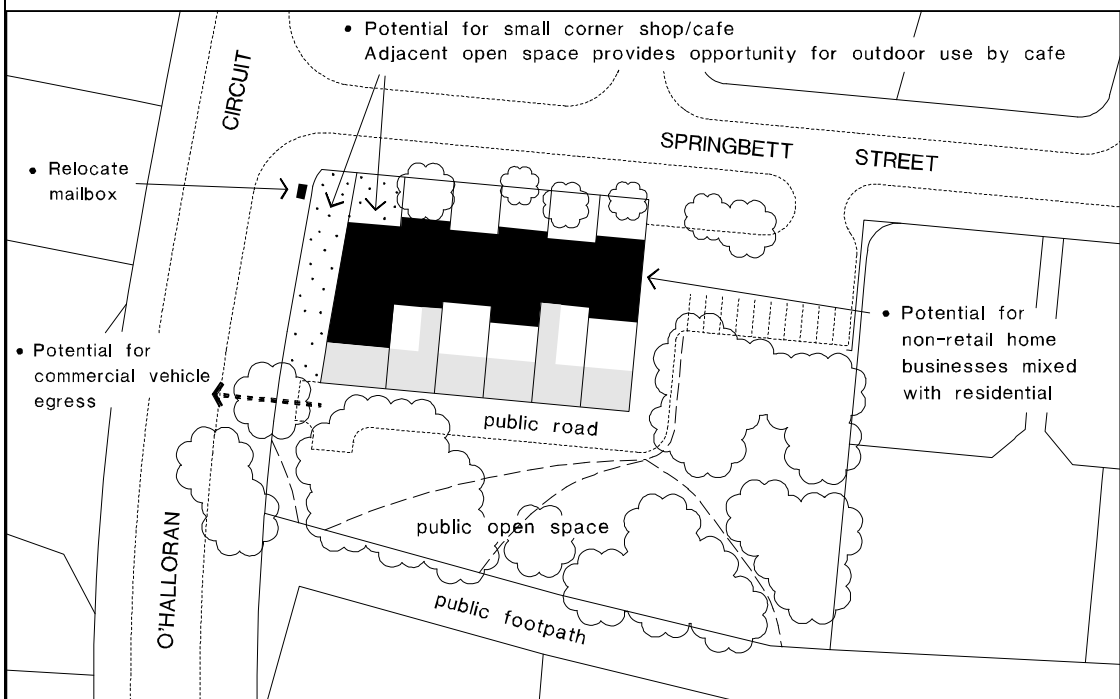 • Potential for small corner shop/cafe
Adjacent open space provides opportunity for outdoor use by cafe
CIRCUIT
SPRINGBETT STREET
• Relocate
mailbox
• Potential for
non-retail home
businesses mixed
with residential
• Potential for
commercial vehicle
egress
public road
public open space
O'HALLORAN
public footpath